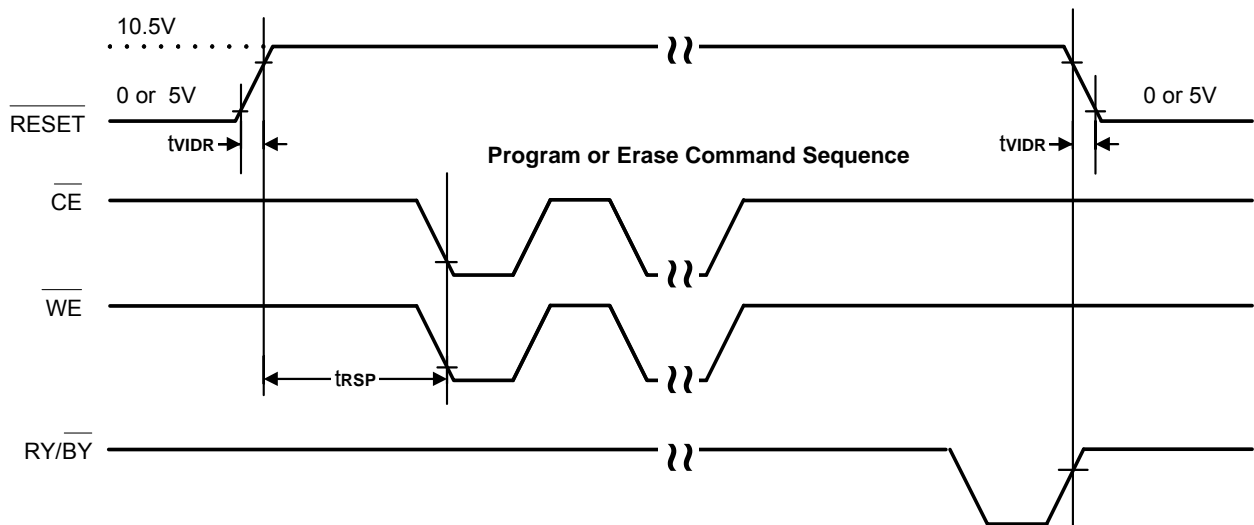 10.5V
0 or 5V
0 or 5V
RESET
tVIDR
tVIDR
Program or Erase Command Sequence
CE
WE
tRSP
RY/BY